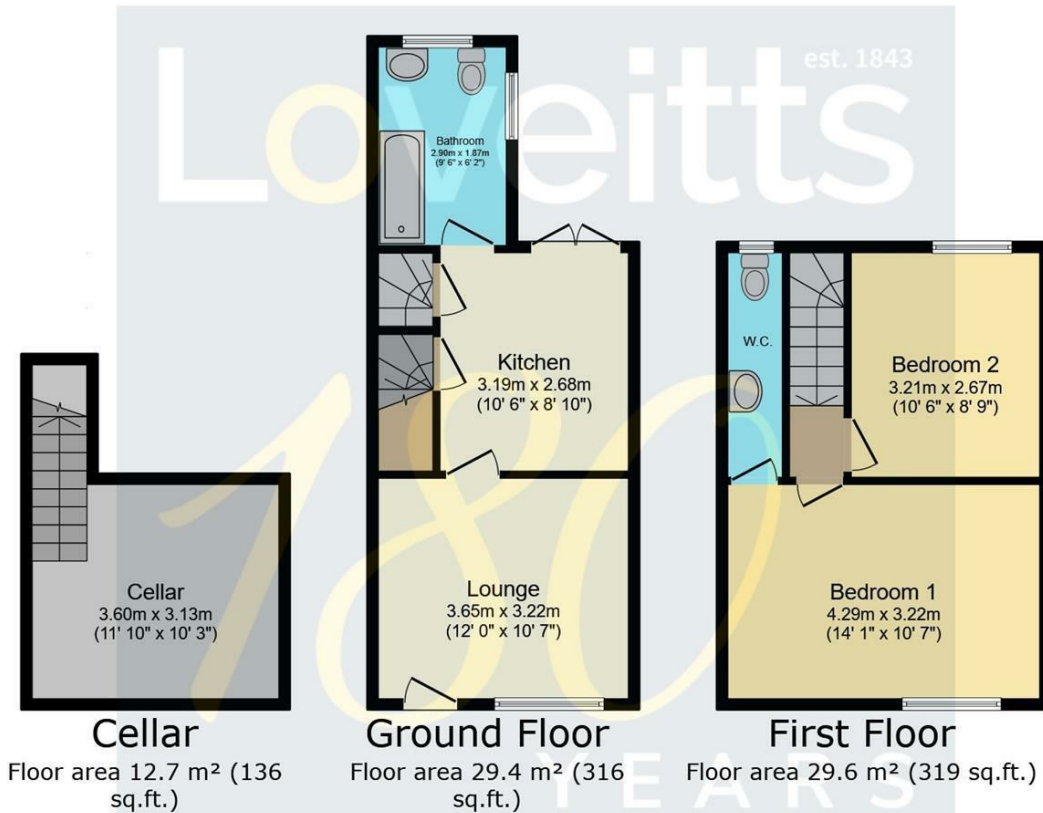 Loveitts
est. 1843
180
YEARS
Bathroom
2.90m x 1.87m
(9' 6" x 6' 2")
Kitchen
3.19m x 2.68m
(10' 6" x 8' 10")
W.C.
Bedroom 2
3.21m x 2.67m
(10' 6" x 8' 9")
Cellar
3.60m x 3.13m
(11' 10" x 10' 3")
Lounge
3.65m x 3.22m
(12' 0" x 10' 7")
Bedroom 1
4.29m x 3.22m
(14' 1" x 10' 7")
Cellar
Floor area 12.7 m² (136
sq.ft.)
Ground Floor
Floor area 29.4 m² (316
sq.ft.)
First Floor
Floor area 29.6 m² (319 sq.ft.)